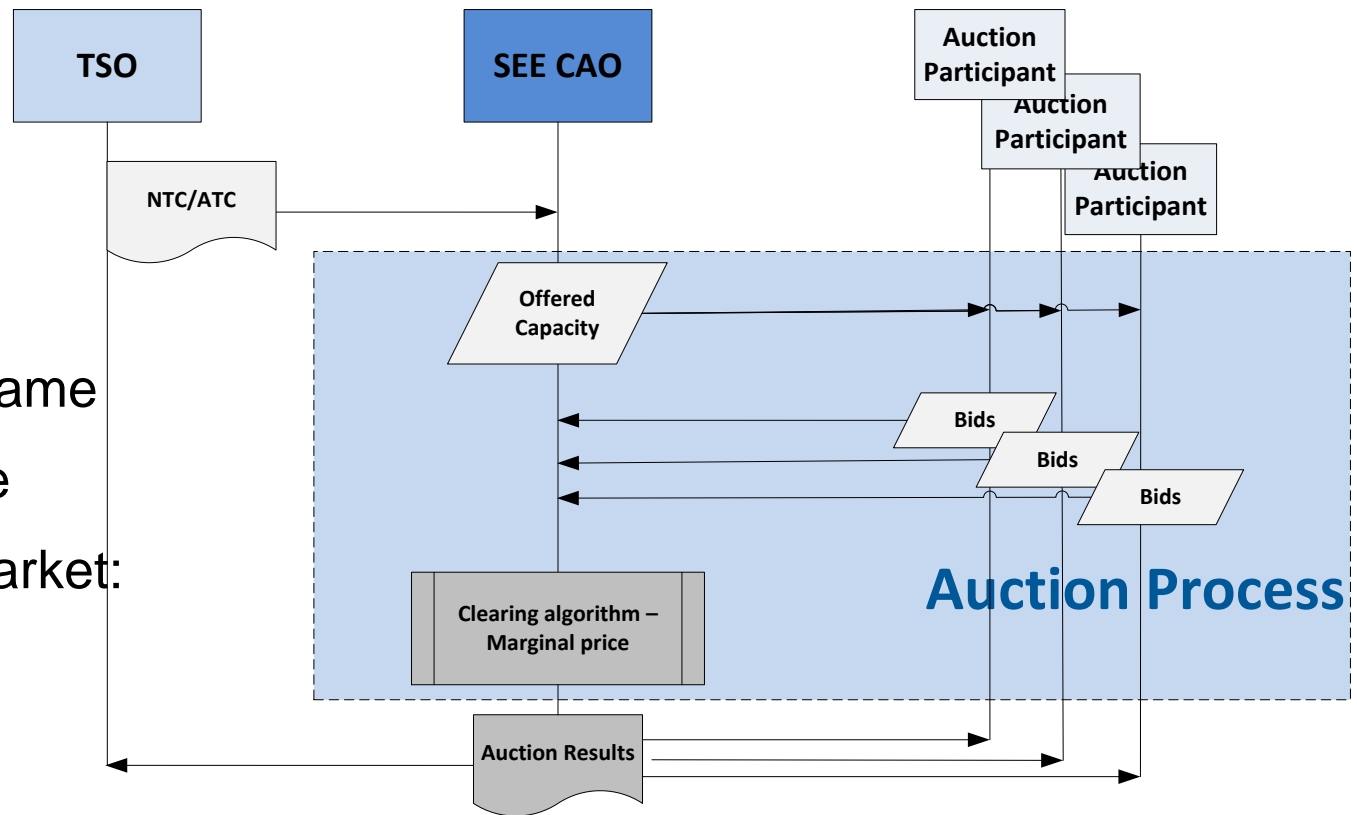 TSO
SEE CAO
Auction
Participant
Auction
Participant
Auction
Participant
NTC/ATC
Offered
Capacity
ame
e
arket:
Bids
Bids
Bids
Auction Process
Clearing algorithm –
Marginal price
Auction Results